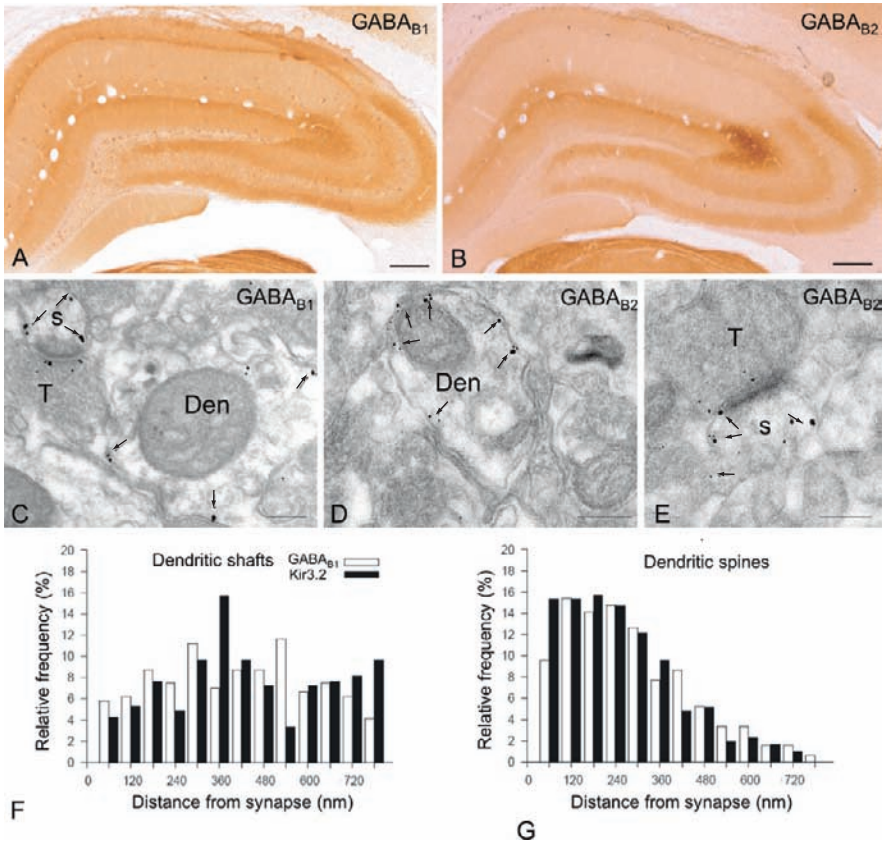 GABAB1
GABAB2
A
B
GABAB1
GABAB2
GABAB2
s
T
Den
Den
T
s
C
D
E
Dendritic shafts
GABAB1
Kir3.2
Relative frequency (%)
20
18
16
14
12
10
8
6
4
2
0
0 120 240 360 480 600 720
Distance from synapse (nm)
F
Dendritic spines
Relative frequency (%)
20
18
16
14
12
10
8
6
4
2
0
0 120 240 360 480 600 720
Distance from synapse (nm)
G